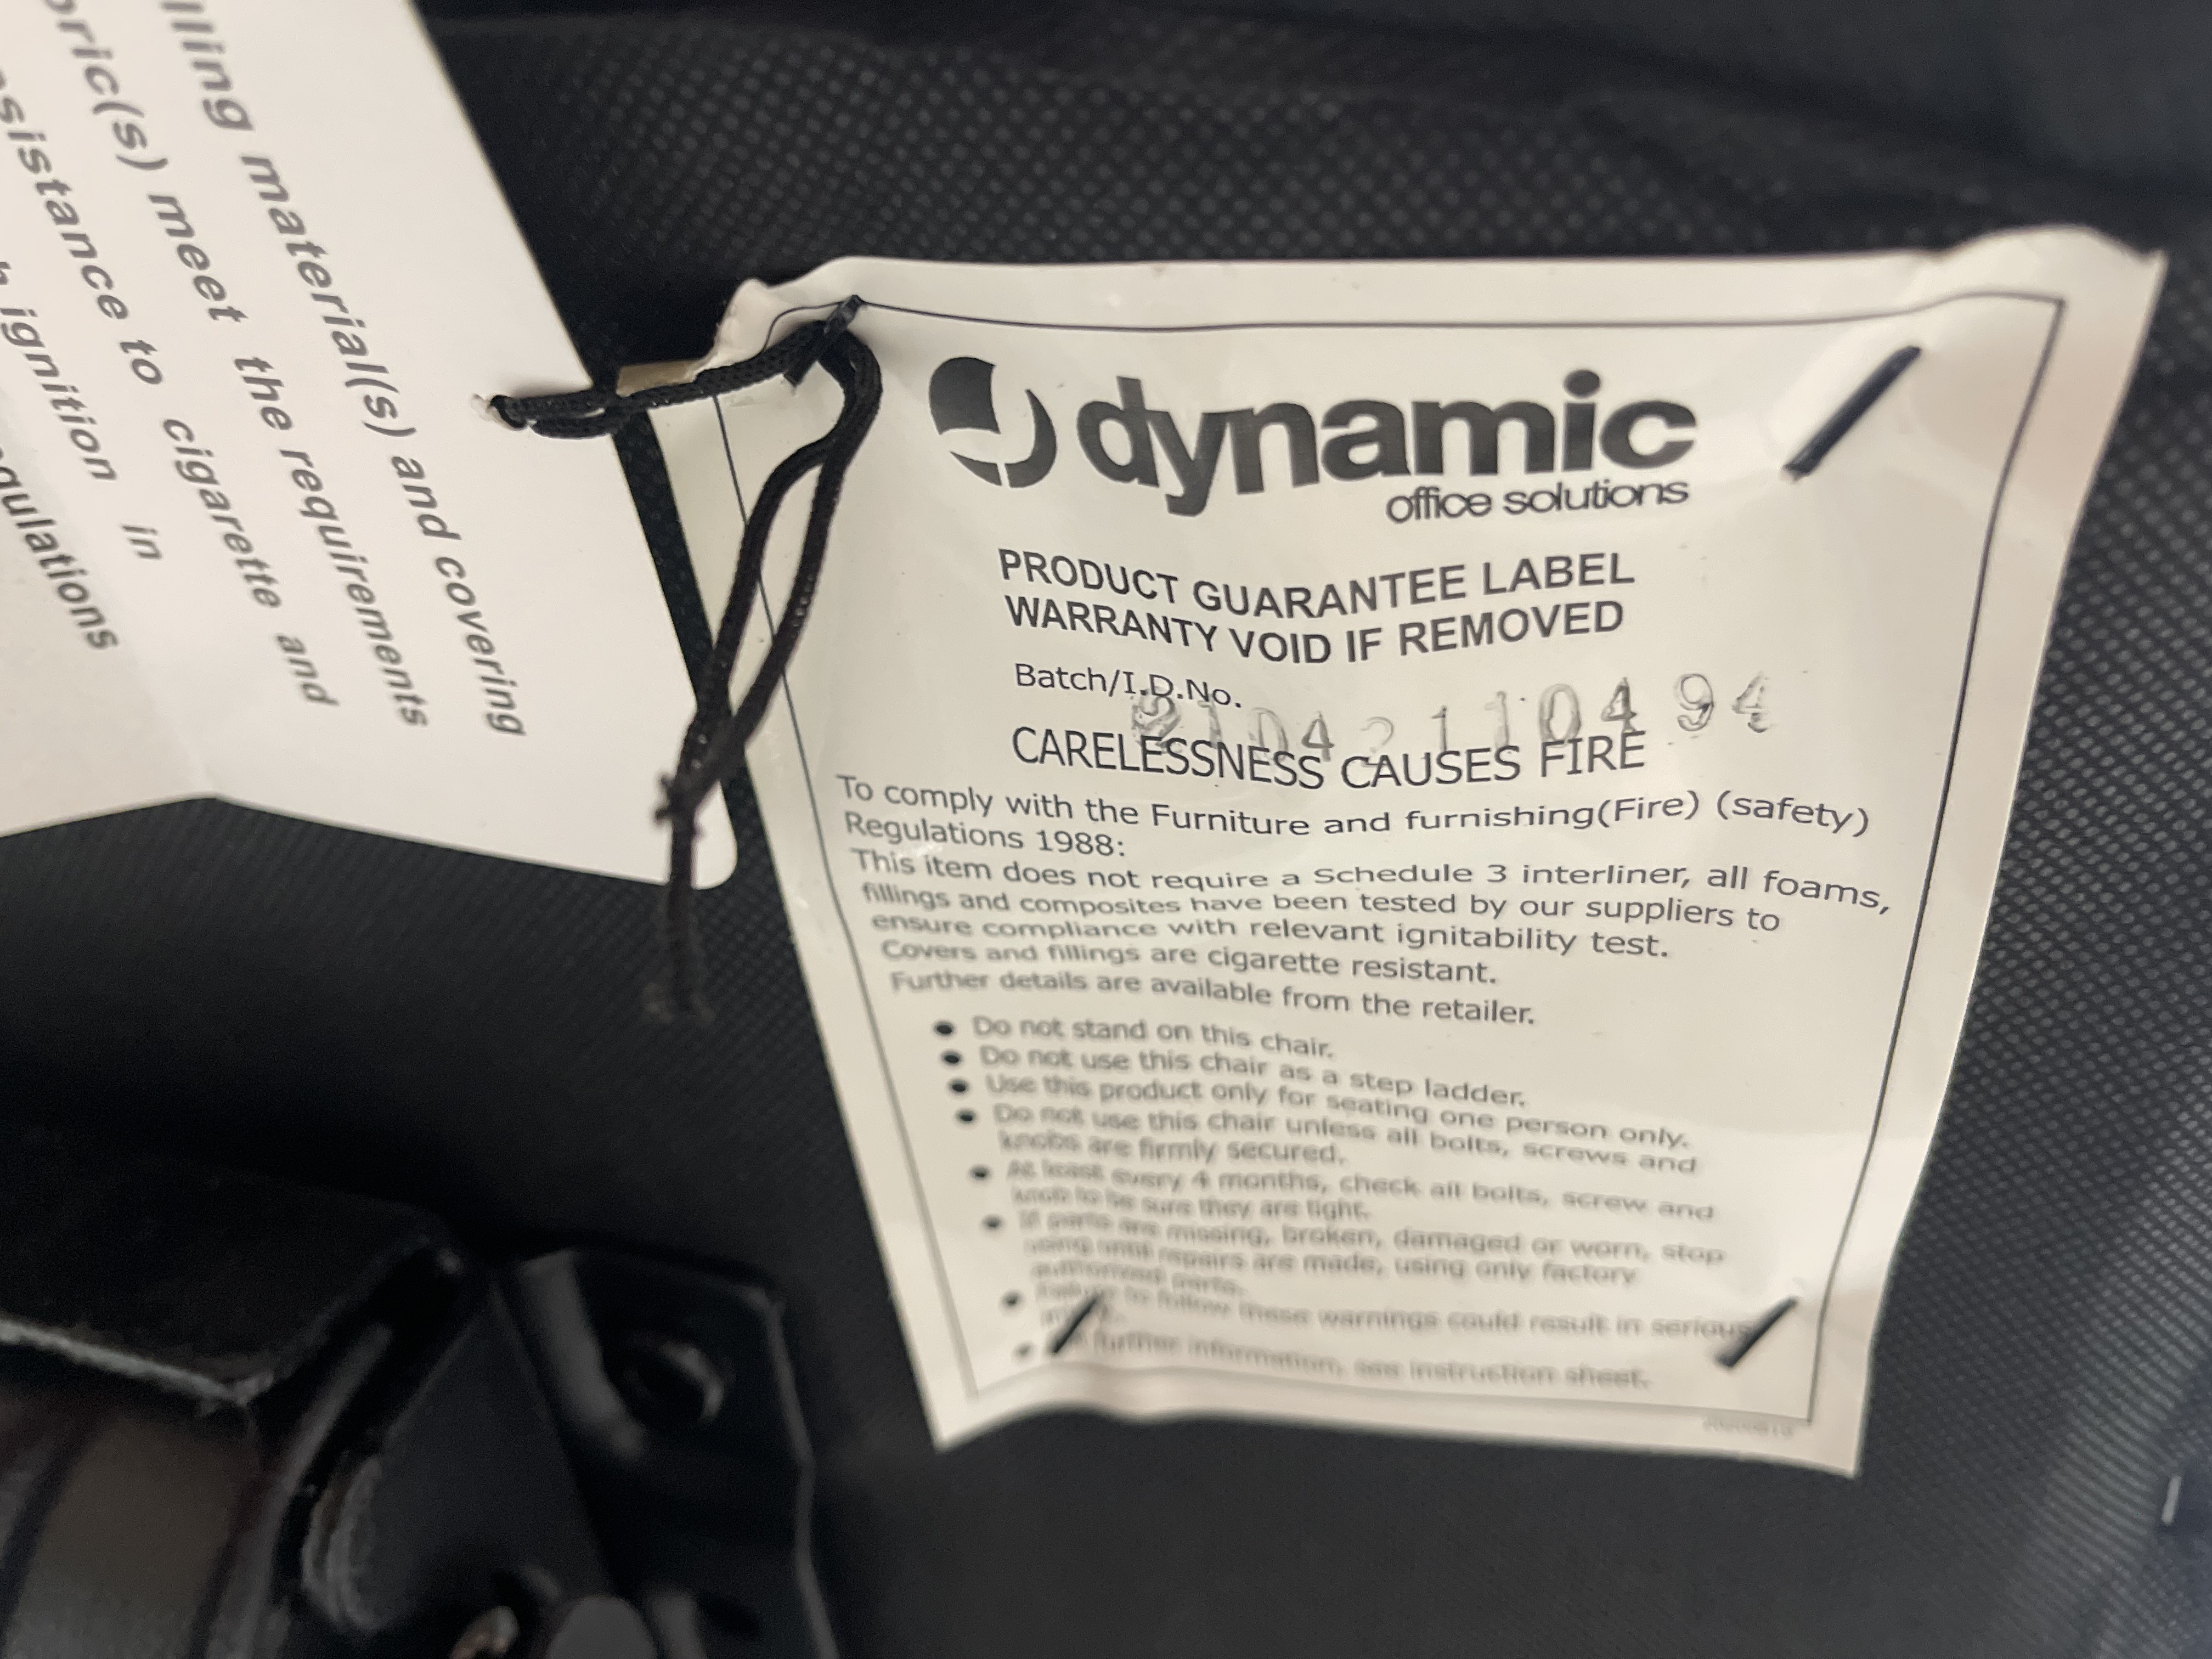 illing material(s) and covering
bric(s) meet the requirements
sistance to cigarette and
ignition in
gulations
dynamic
office solutions
PRODUCT GUARANTEE LABEL
WARRANTY VOID IF REMOVED
Batch/I.D.No.
CARELESSNESS CAUSES FIRE
To comply with the Furniture and furnishing(Fire) (safety)
Regulations 1988:
This item does not require a Schedule 3 interliner, all foams,
fillings and composites have been tested by our suppliers to
ensure compliance with relevant ignitability test.
Covers and fillings are cigarette resistant.
Further details are available from the retailer.
Do not stand on this chair.
Do not use this chair as a step ladder.
Use this product only for seating one person only.
Do not use this chair unless all bolts, screws and
knobs are firmly secured.
At least every 4 months, check all bolts, screw and
knob to be sure they are tight.
If parts are missing, broken, damaged or worn, stop
using until repairs are made, using only factory
authorized parts.
Failure to follow these warnings could result in serious
further information, see instruction sheet.